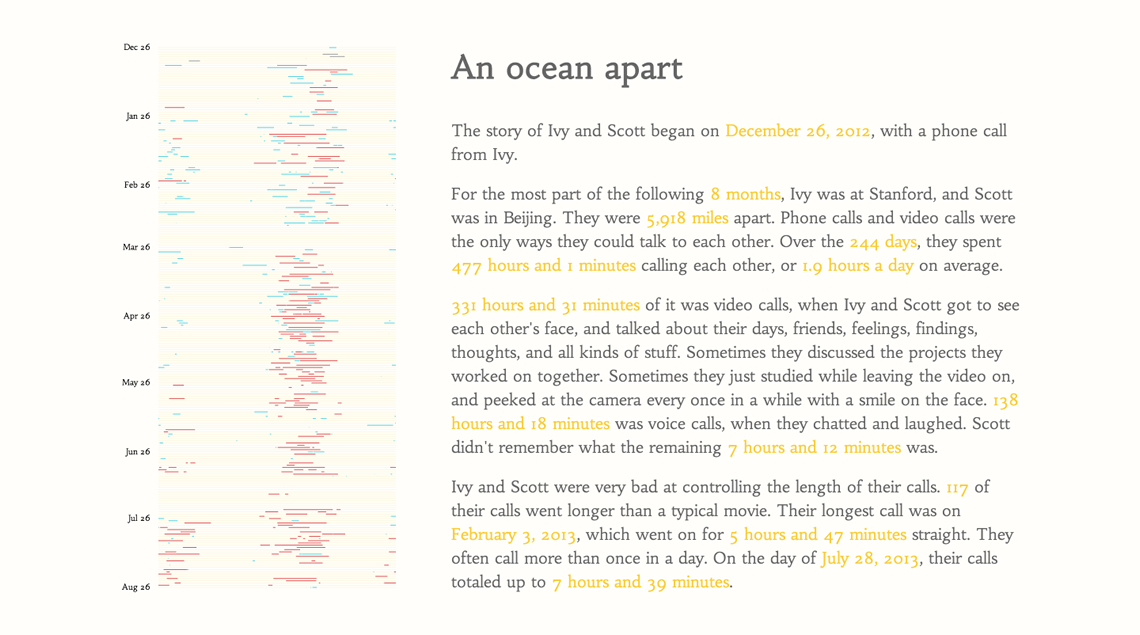 Dec 26
Jan 26
Feb 26
Mar 26
Apr 26
May 26
Jun 26
Jul 26
Aug 26
An ocean apart
The story of Ivy and Scott began on December 26, 2012, with a phone call
from Ivy.
For the most part of the following 8 months, Ivy was at Stanford, and Scott
was in Beijing. They were 5,918 miles apart. Phone calls and video calls were
the only ways they could talk to each other. Over the 244 days, they spent
477 hours and 1 minutes calling each other, or 1.9 hours a day on average.
331 hours and 31 minutes of it was video calls, when Ivy and Scott got to see
each other's face, and talked about their days, friends, feelings, findings,
thoughts, and all kinds of stuff. Sometimes they discussed the projects they
worked on together. Sometimes they just studied while leaving the video on,
and peeked at the camera every once in a while with a smile on the face. 138
hours and 18 minutes was voice calls, when they chatted and laughed. Scott
didn't remember what the remaining 7 hours and 12 minutes was.
Ivy and Scott were very bad at controlling the length of their calls. 117 of
their calls went longer than a typical movie. Their longest call was on
February 3, 2013, which went on for 5 hours and 47 minutes straight. They
often call more than once in a day. On the day of July 28, 2013, their calls
totaled up to 7 hours and 39 minutes.